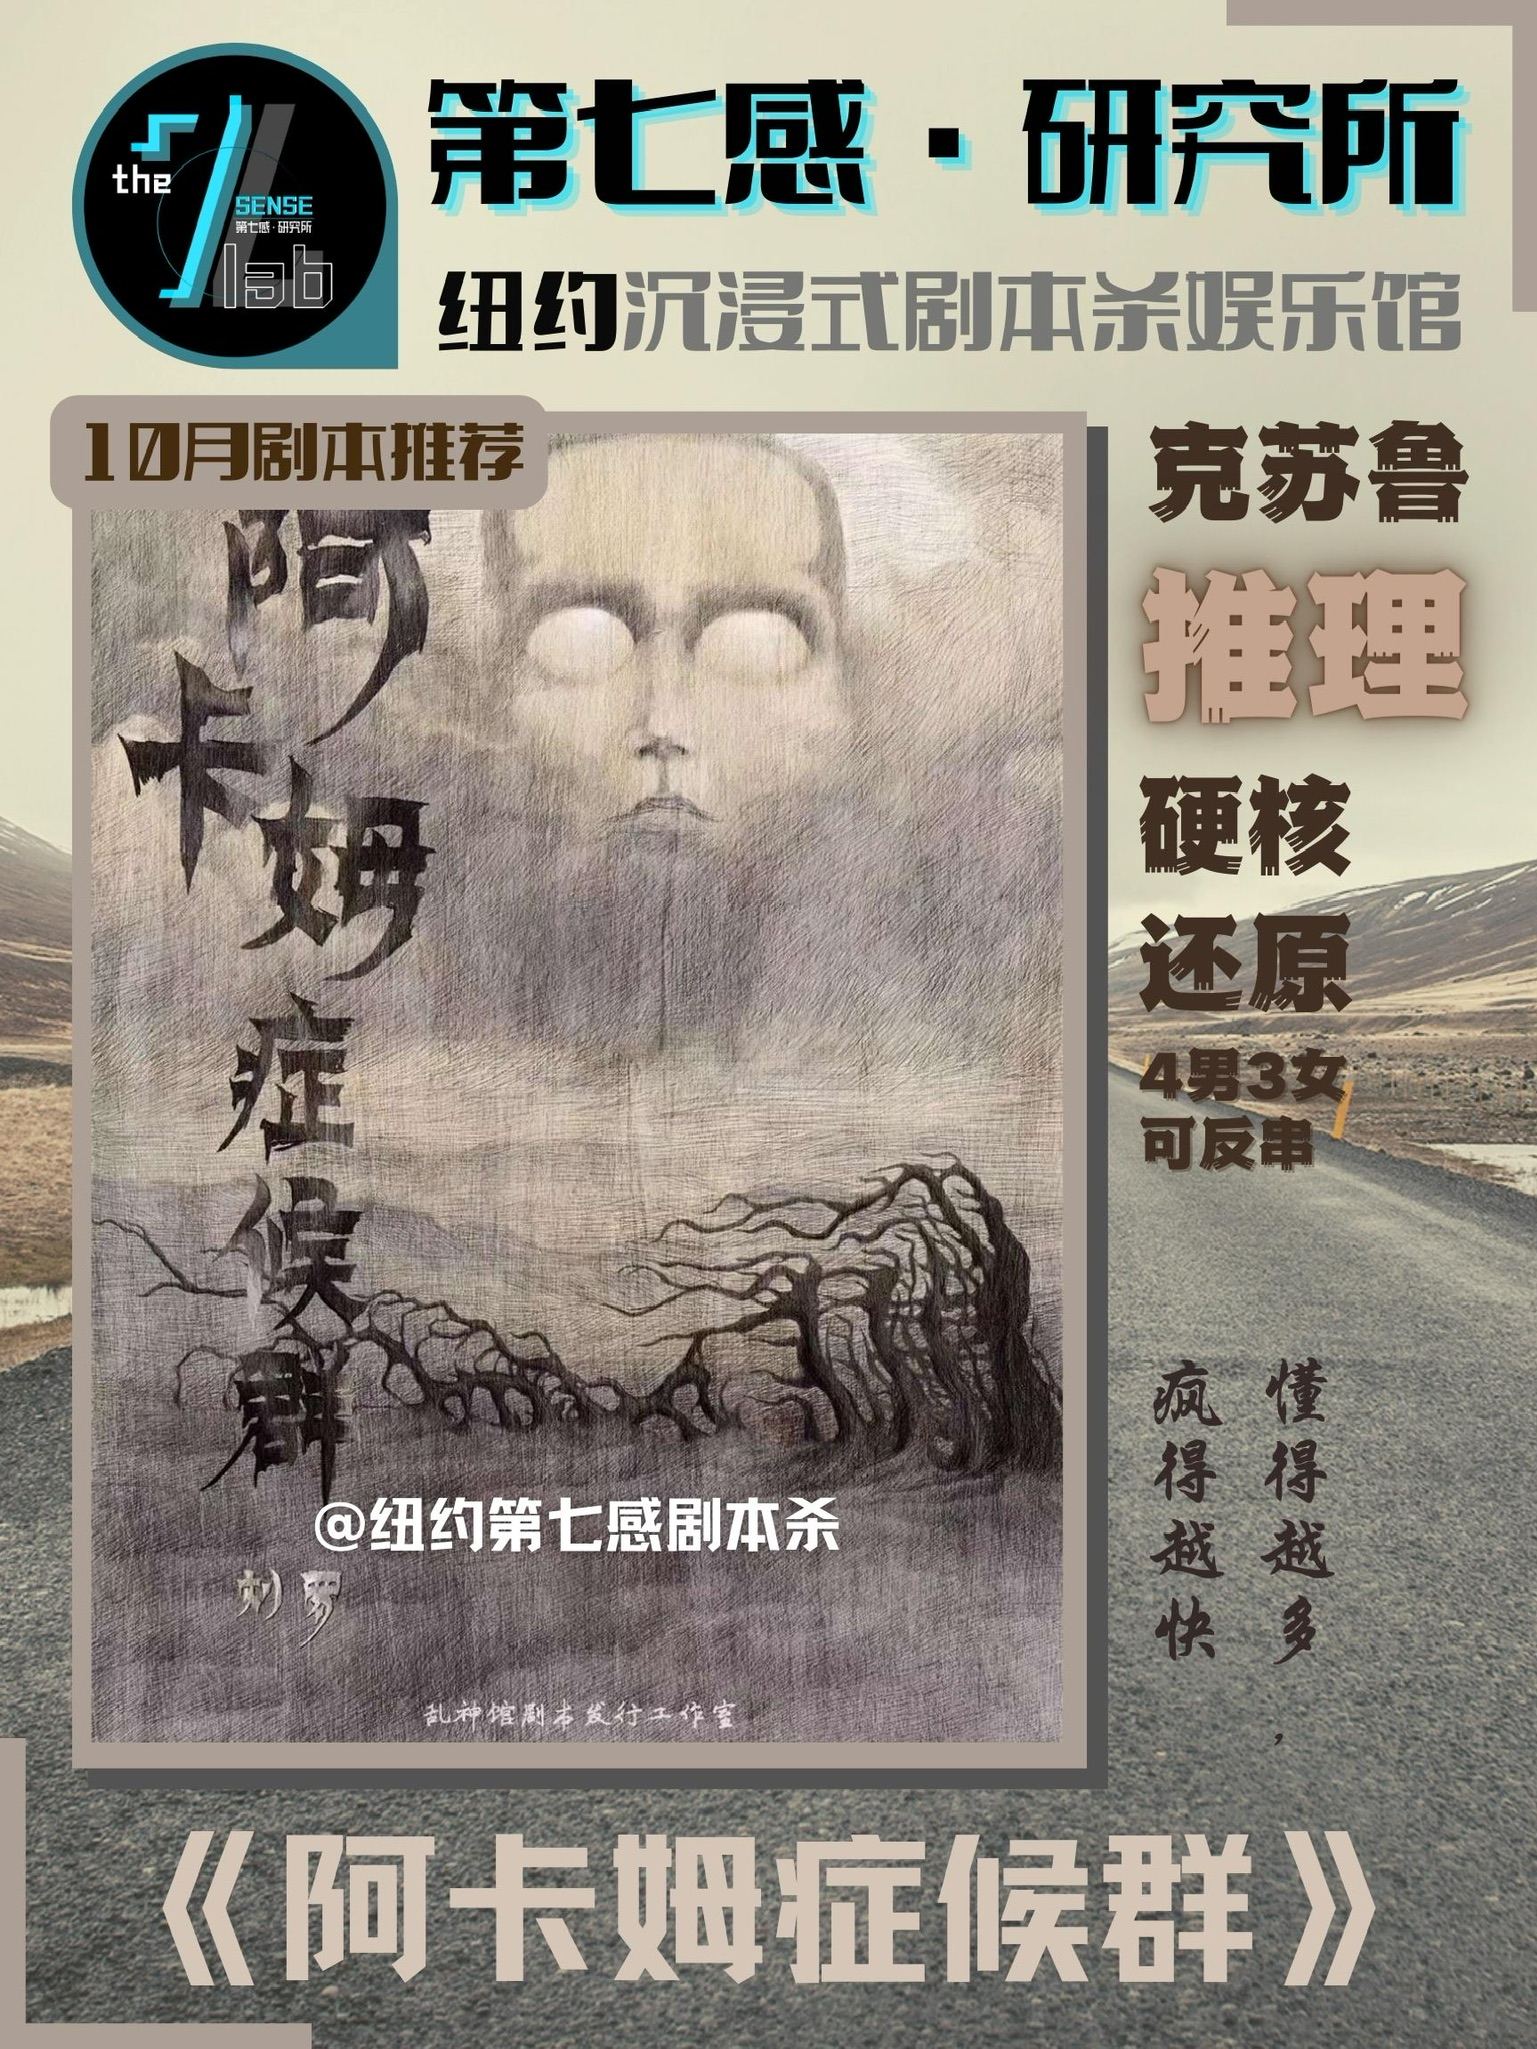 the 7
SENSE
第七感·研究所
lab
第七感·研究所
纽约沉浸式剧本杀娱乐馆
10月剧本推荐
阿卡姆症候群
@纽约第七感剧本杀
刘罗
乱神馆剧本发行工作室
克苏鲁
推理
硬核
还原
4男3女
可反串
懂得越多，
疯得越快
《阿卡姆症候群》